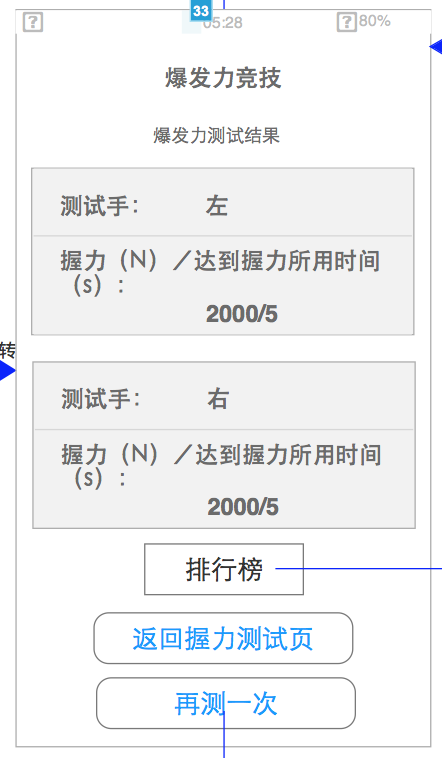 33
05:28
80%
爆发力竞技
爆发力测试结果
测试手：
左
握力（N）／达到握力所用时间
（s）:
2000/5
转
测试手：
右
握力（N）／达到握力所用时间
（s）:
2000/5
排行榜
返回握力测试页
再测一次